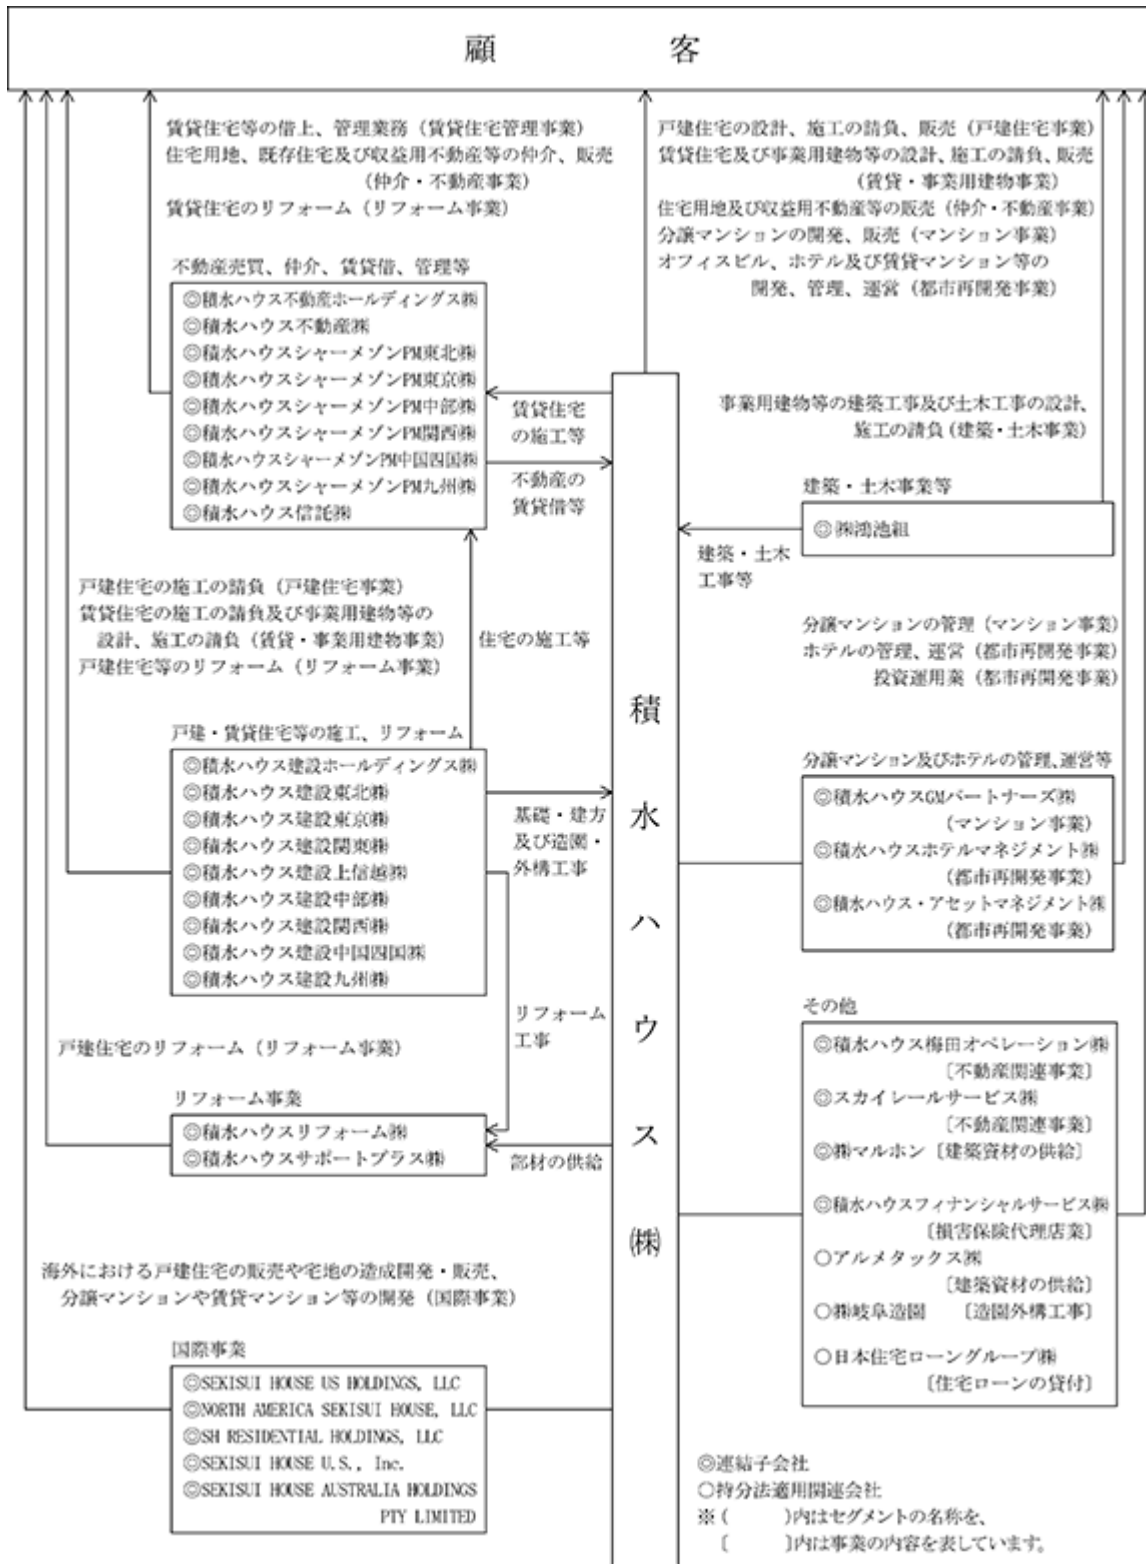 顧客
賃貸住宅等の借上、管理業務（賃貸住宅管理事業）
住宅用地、既存住宅及び収益用不動産等の仲介、販売
（仲介・不動産事業）
賃貸住宅のリフォーム（リフォーム事業）
不動産売買、仲介、賃貸借、管理等
◎積水ハウス不動産ホールディングス㈱
◎積水ハウス不動産㈱
◎積水ハウスシャーメゾンPM東北㈱
◎積水ハウスシャーメゾンPM東京㈱
◎積水ハウスシャーメゾンPM中部㈱
◎積水ハウスシャーメゾンPM関西㈱
◎積水ハウスシャーメゾンPM中国四国㈱
◎積水ハウスシャーメゾンPM九州㈱
◎積水ハウス信託㈱
賃貸住宅
の施工等
不動産の
賃貸借等
戸建住宅の設計、施工の請負、販売（戸建住宅事業）
賃貸住宅及び事業用建物等の設計、施工の請負、販売
（賃貸・事業用建物事業）
住宅用地及び収益用不動産等の販売（仲介・不動産事業）
分譲マンションの開発、販売（マンション事業）
オフィスビル、ホテル及び賃貸マンション等の
開発、管理、運営（都市再開発事業）
事業用建物等の建築工事及び土木工事の設計、
施工の請負（建築・土木事業）
建築・土木事業等
◎㈱鴻池組
建築・土木
工事等
戸建住宅の施工の請負（戸建住宅事業）
賃貸住宅の施工の請負及び事業用建物等の
設計、施工の請負（賃貸・事業用建物事業）
戸建住宅等のリフォーム（リフォーム事業）
住宅の施工等
戸建・賃貸住宅等の施工、リフォーム
◎積水ハウス建設ホールディングス㈱
◎積水ハウス建設東北㈱
◎積水ハウス建設東京㈱
◎積水ハウス建設関東㈱
◎積水ハウス建設上信越㈱
◎積水ハウス建設中部㈱
◎積水ハウス建設関西㈱
◎積水ハウス建設中国四国㈱
◎積水ハウス建設九州㈱
基礎・建方
及び造園・
外構工事
リフォーム
工事
積水ハウス㈱
分譲マンションの管理（マンション事業）
ホテルの管理、運営（都市再開発事業）
投資運用業（都市再開発事業）
分譲マンション及びホテルの管理、運営等
◎積水ハウスGMパートナーズ㈱
（マンション事業）
◎積水ハウスホテルマネジメント㈱
（都市再開発事業）
◎積水ハウス・アセットマネジメント㈱
（都市再開発事業）
戸建住宅のリフォーム（リフォーム事業）
リフォーム事業
◎積水ハウスリフォーム㈱
◎積水ハウスサポートプラス㈱
部材の供給
その他
◎積水ハウス梅田オペレーション㈱
〔不動産関連事業〕
◎スカイレールサービス㈱
〔不動産関連事業〕
◎㈱マルホン〔建築資材の供給〕
◎積水ハウスフィナンシャルサービス㈱
〔損害保険代理店業〕
○アルメタックス㈱
〔建築資材の供給〕
○㈱岐阜造園　〔造園外構工事〕
○日本住宅ローングループ㈱
〔住宅ローンの貸付〕
海外における戸建住宅の販売や宅地の造成開発・販売、
分譲マンションや賃貸マンション等の開発（国際事業）
国際事業
◎SEKISUI HOUSE US HOLDINGS, LLC
◎NORTH AMERICA SEKISUI HOUSE, LLC
◎SH RESIDENTIAL HOLDINGS, LLC
◎SEKISUI HOUSE U.S., Inc.
◎SEKISUI HOUSE AUSTRALIA HOLDINGS
PTY LIMITED
◎連結子会社
○持分法適用関連会社
※（　　）内はセグメントの名称を、
〔　　〕内は事業の内容を表しています。